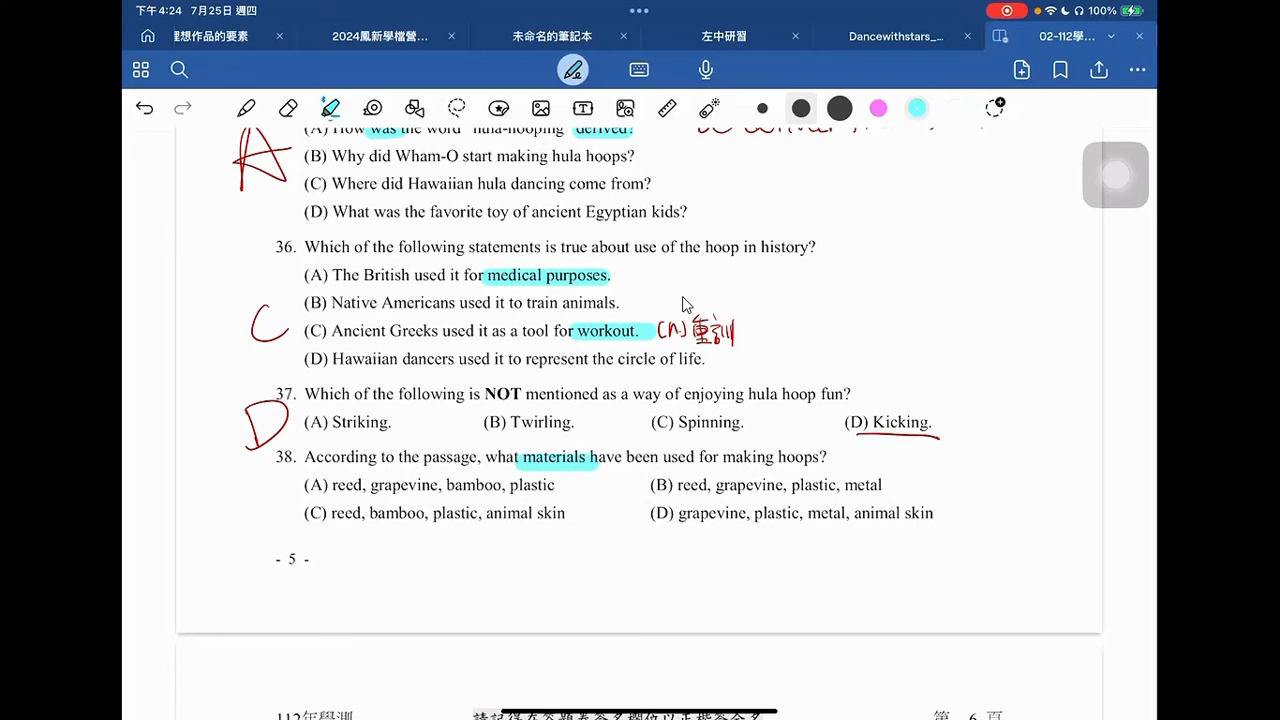 下午4:24 7月25日 週四
100%
理想作品的要素
2024鳳新學檔營...
未命名的筆記本
左中研習
Dancewithstars_...
02-112學...
(A) How was the word "hula-hooping" derived?
A
(B) Why did Wham-O start making hula hoops?
(C) Where did Hawaiian hula dancing come from?
(D) What was the favorite toy of ancient Egyptian kids?
36. Which of the following statements is true about use of the hoop in history?
(A) The British used it for medical purposes.
(B) Native Americans used it to train animals.
C
(C) Ancient Greeks used it as a tool for workout. (n.) 重訓
(D) Hawaiian dancers used it to represent the circle of life.
37. Which of the following is NOT mentioned as a way of enjoying hula hoop fun?
D
(A) Striking. (B) Twirling. (C) Spinning. (D) Kicking.
38. According to the passage, what materials have been used for making hoops?
(A) reed, grapevine, bamboo, plastic (B) reed, grapevine, plastic, metal
(C) reed, bamboo, plastic, animal skin (D) grapevine, plastic, metal, animal skin
- 5 -
112年學測
第 6 頁